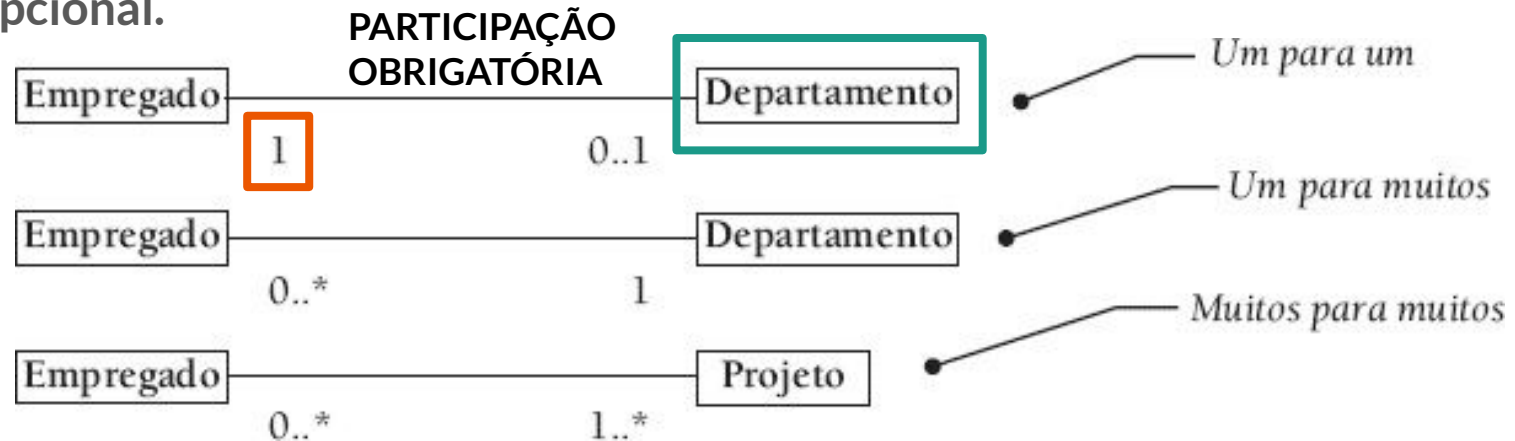 pcional.
PARTICIPAÇÃO
OBRIGATÓRIA
Empregado Departamento Um para um
1 0..1
Empregado Departamento Um para muitos
0..* 1
Empregado Projeto Muitos para muitos
0..* 1..*